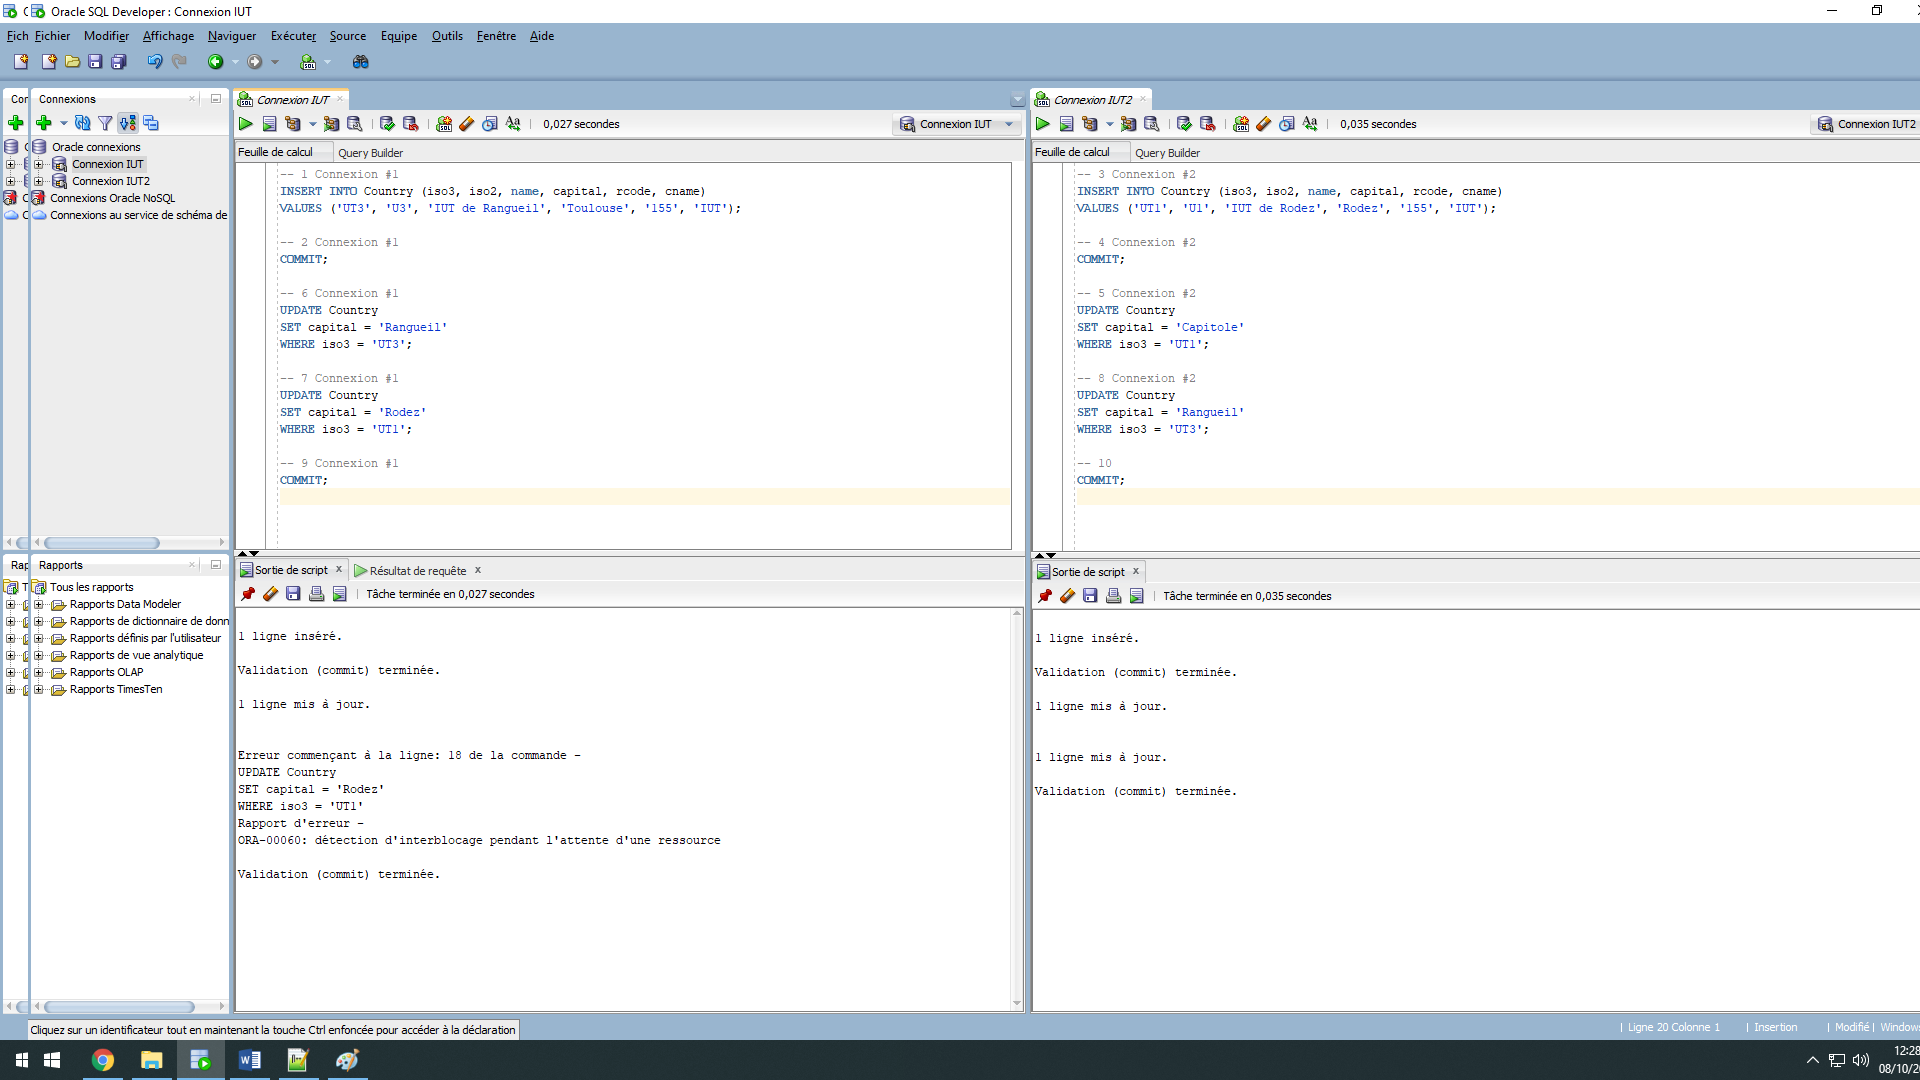 Oracle SQL Developer : Connexion IUT
Fich Fichier Modifier Affichage Naviguer Exécuter Source Equipe Outils Fenêtre Aide
Cor
Connexions
Oracle connexions
Connexion IUT
Connexion IUT2
Connexions Oracle NoSQL
Connexions au service de schéma de
Rap
Rapports
Tous les rapports
Rapports Data Modeler
Rapports de dictionnaire de donn
Rapports définis par l'utilisateur
Rapports de vue analytique
Rapports OLAP
Rapports TimesTen
Connexion IUT
0,027 secondes
Connexion IUT
Feuille de calcul Query Builder
-- 1 Connexion #1
INSERT INTO Country (iso3, iso2, name, capital, rcode, cname)
VALUES ('UT3', 'U3', 'IUT de Rangueil', 'Toulouse', '155', 'IUT');
-- 2 Connexion #1
COMMIT;
-- 6 Connexion #1
UPDATE Country
SET capital = 'Rangueil'
WHERE iso3 = 'UT3';
-- 7 Connexion #1
UPDATE Country
SET capital = 'Rodez'
WHERE iso3 = 'UT1';
-- 9 Connexion #1
COMMIT;
Sortie de script x Résultat de requête x
Tâche terminée en 0,027 secondes
1 ligne inséré.
Validation (commit) terminée.
1 ligne mis à jour.
Erreur commençant à la ligne: 18 de la commande -
UPDATE Country
SET capital = 'Rodez'
WHERE iso3 = 'UT1'
Rapport d'erreur -
ORA-00060: détection d'interblocage pendant l'attente d'une ressource
Validation (commit) terminée.
Connexion IUT2
0,035 secondes
Connexion IUT2
Feuille de calcul Query Builder
-- 3 Connexion #2
INSERT INTO Country (iso3, iso2, name, capital, rcode, cname)
VALUES ('UT1', 'U1', 'IUT de Rodez', 'Rodez', '155', 'IUT');
-- 4 Connexion #2
COMMIT;
-- 5 Connexion #2
UPDATE Country
SET capital = 'Capitole'
WHERE iso3 = 'UT1';
-- 8 Connexion #2
UPDATE Country
SET capital = 'Rangueil'
WHERE iso3 = 'UT3';
-- 10
COMMIT;
Sortie de script x
Tâche terminée en 0,035 secondes
1 ligne inséré.
Validation (commit) terminée.
1 ligne mis à jour.
1 ligne mis à jour.
Validation (commit) terminée.
Cliquez sur un identificateur tout en maintenant la touche Ctrl enfoncée pour accéder à la déclaration
Ligne 20 Colonne 1 Insertion Modifié Windows
12:28
08/10/20